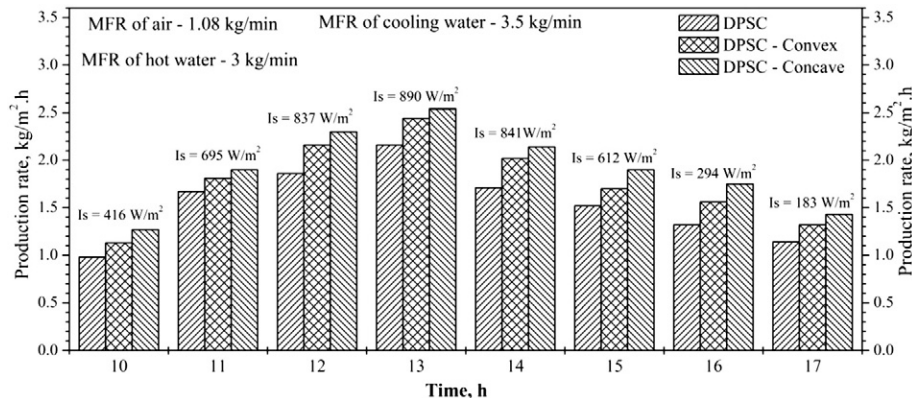 MFR of air - 1.08 kg/min
MFR of cooling water - 3.5 kg/min
MFR of hot water - 3 kg/min
DPSC
DPSC - Convex
DPSC - Concave
Production rate, kg/m².h
3.5
3.0
2.5
2.0
1.5
1.0
0.5
0.0
Is = 416 W/m²
Is = 695 W/m²
Is = 837 W/m²
Is = 890 W/m²
Is = 841W/m²
Is = 612 W/m²
Is = 294 W/m²
Is = 183 W/m²
3.5
3.0
2.5
2.0
1.5
1.0
0.5
0.0
Production rate, kg/m².h
10 11 12 13 14 15 16 17
Time, h